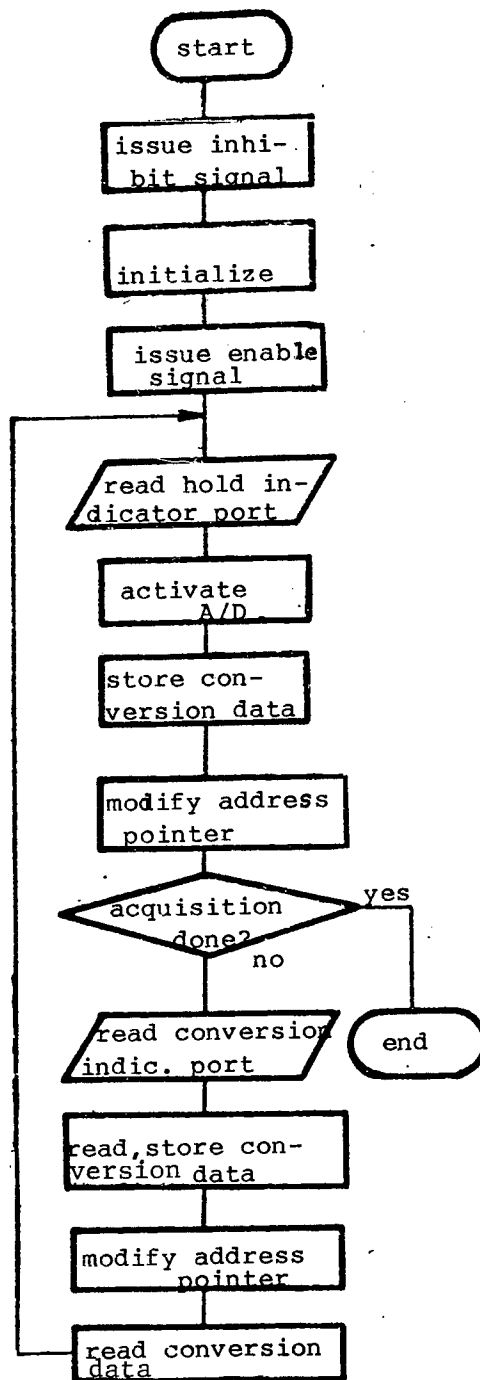 start
issue inhi-
bit signal
initialize
issue enable
signal
read hold in-
dicator port
activate
A/D
store con-
version data
modify address
pointer
acquisition
done?
yes
no
read conversion
indic. port
end
read,store con-
version data
modify address
pointer
read conversion
data